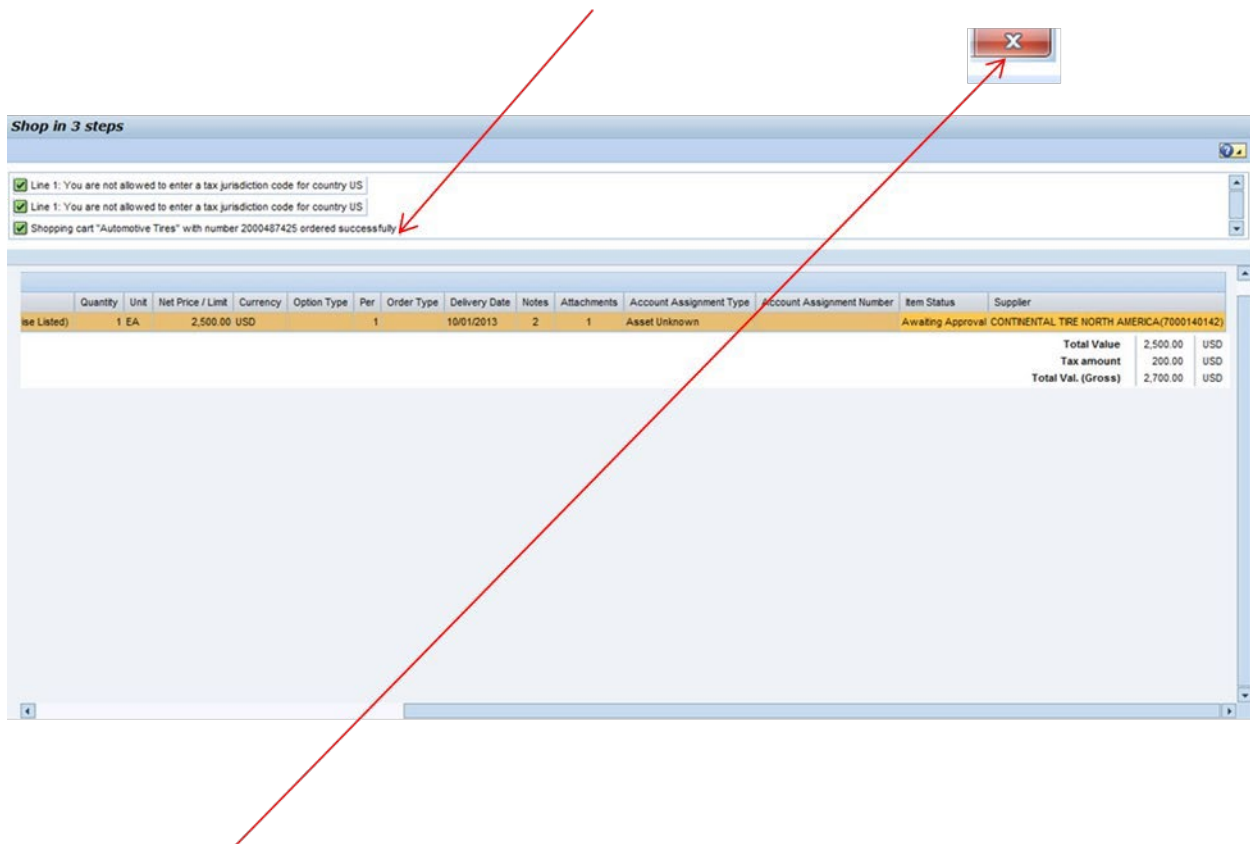 X
Shop in 3 steps
Line 1: You are not allowed to enter a tax jurisdiction code for country US
Line 1: You are not allowed to enter a tax jurisdiction code for country US
Shopping cart "Automotive Tires" with number 2000487425 ordered successfully
Quantity Unit Net Price / Limit Currency Option Type Per Order Type Delivery Date Notes Attachments Account Assignment Type Account Assignment Number Item Status Supplier
ise Listed) 1 EA 2,500.00 USD 1 10/01/2013 2 1 Asset Unknown Awaiting Approval CONTINENTAL TIRE NORTH AMERICA(7000140142)
Total Value 2,500.00 USD
Tax amount 200.00 USD
Total Val. (Gross) 2,700.00 USD